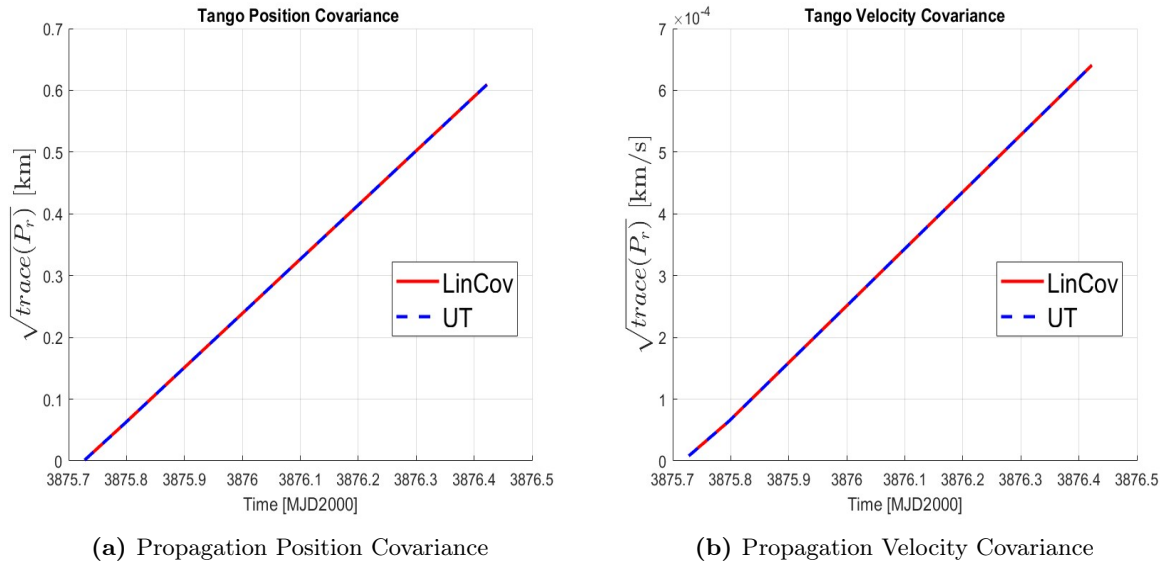 Tango Position Covariance
0.7
0.6
0.5
0.4
0.3
0.2
0.1
0
√trace(P_r) [km]
LinCov
UT
3875.7 3875.8 3875.9 3876 3876.1 3876.2 3876.3 3876.4 3876.5
Time [MJD2000]
(a) Propagation Position Covariance
Tango Velocity Covariance
×10^-4
7
6
5
4
3
2
1
0
√trace(P_r) [km/s]
LinCov
UT
3875.7 3875.8 3875.9 3876 3876.1 3876.2 3876.3 3876.4 3876.5
Time [MJD2000]
(b) Propagation Velocity Covariance